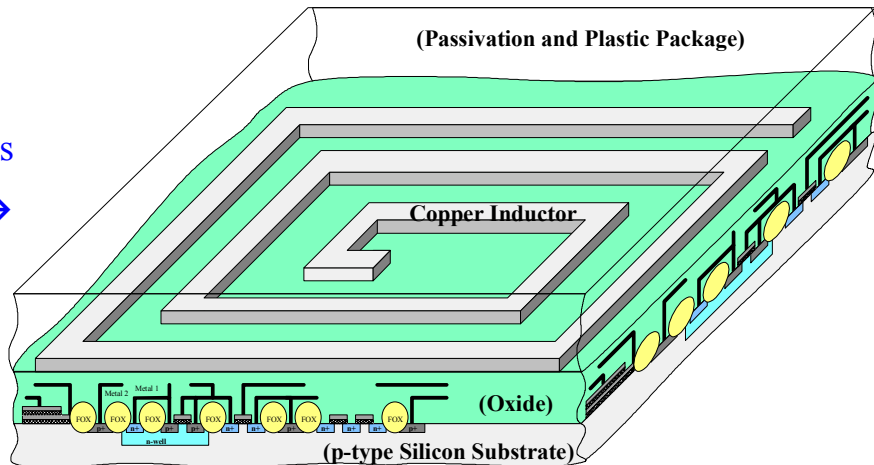 (Passivation and Plastic Package)
s
Copper Inductor
Metal 2
Metal 1
(Oxide)
FOX
FOX
FOX
FOX
FOX
FOX
FOX
p+
n+
n+
p+
p+
n+
n+
p+
n+
n+
n+
p+
n-well
(p-type Silicon Substrate)